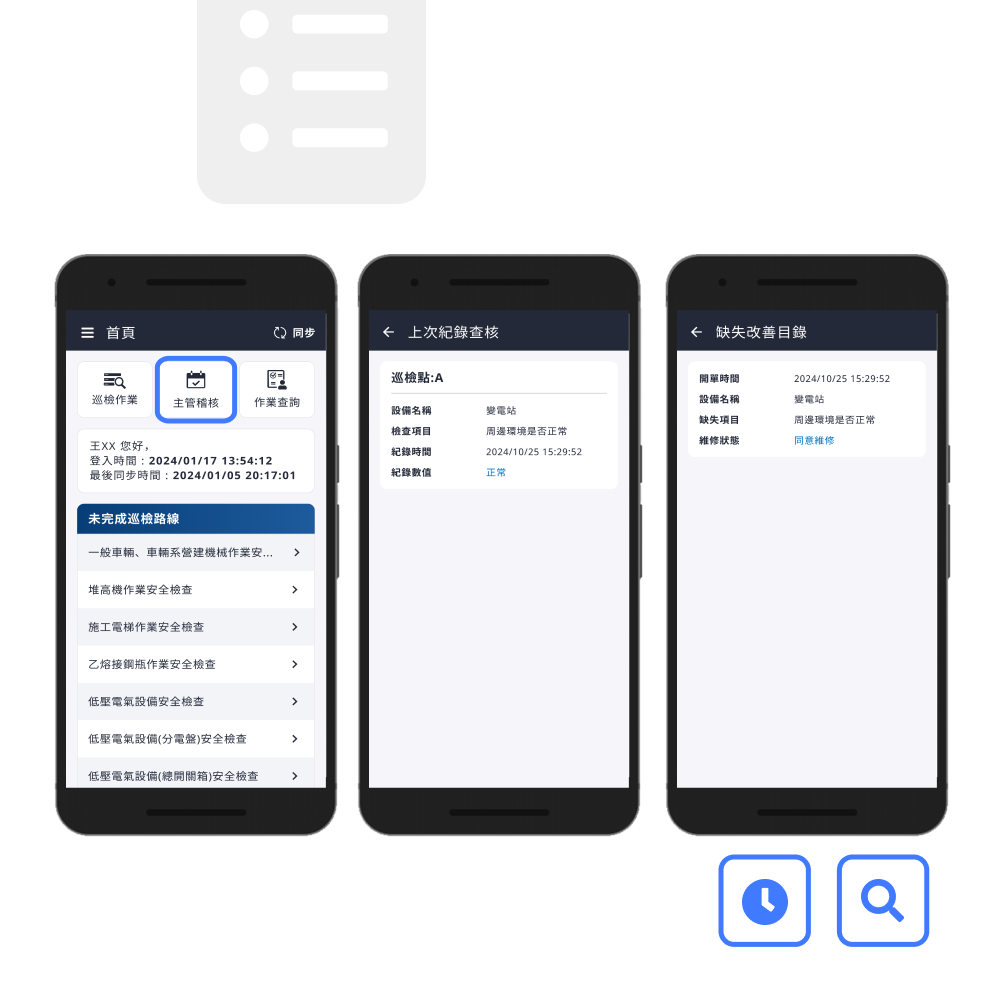 首頁
同步
巡檢作業
主管稽核
作業查詢
王XX 您好，
登入時間：2024/01/17 13:54:12
最後同步時間：2024/01/05 20:17:01
未完成巡檢路線
一般車輛、車輛系營建機械作業安...
堆高機作業安全檢查
施工電梯作業安全檢查
乙熔接鋼瓶作業安全檢查
低壓電氣設備安全檢查
低壓電氣設備(分電盤)安全檢查
低壓電氣設備(總開關箱)安全檢查
上次紀錄查核
巡檢點:A
設備名稱 變電站
檢查項目 周邊環境是否正常
紀錄時間 2024/10/25 15:29:52
紀錄數值 正常
缺失改善目錄
開單時間 2024/10/25 15:29:52
設備名稱 變電站
缺失項目 周邊環境是否正常
維修狀態 同意維修